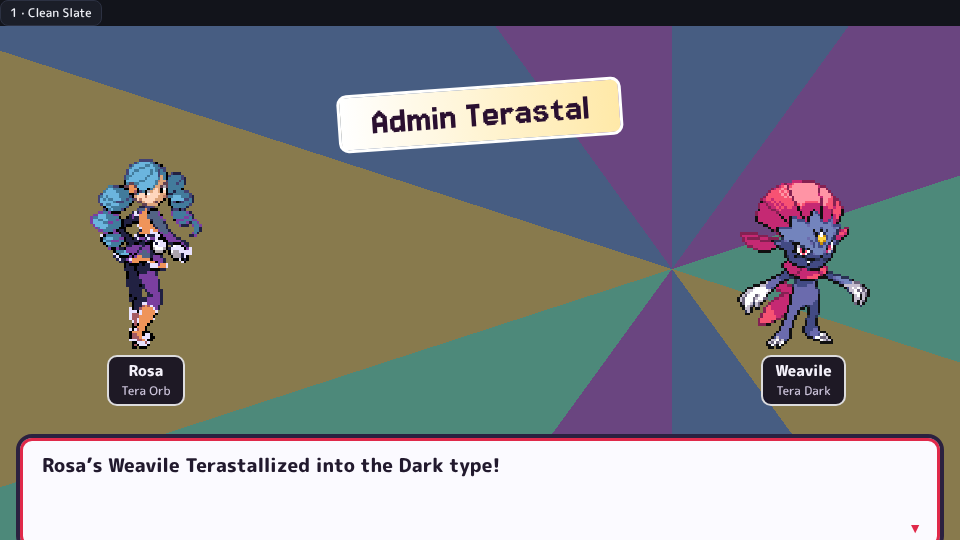 1 · Clean Slate
Admin Terastal
Rosa
Tera Orb
Weavile
Tera Dark
Rosa’s Weavile Terastallized into the Dark type!